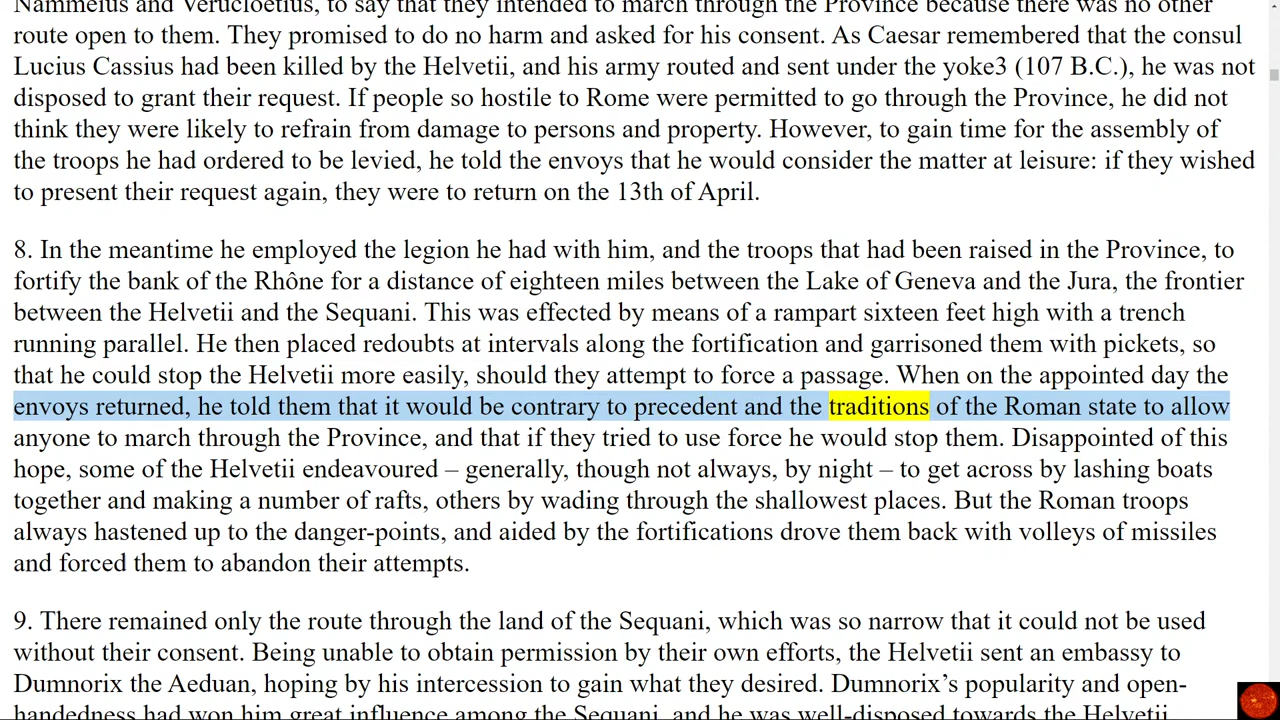 Nammeius and Verucloetius, to say that they intended to march through the Province because there was no other
route open to them. They promised to do no harm and asked for his consent. As Caesar remembered that the consul
Lucius Cassius had been killed by the Helvetii, and his army routed and sent under the yoke3 (107 B.C.), he was not
disposed to grant their request. If people so hostile to Rome were permitted to go through the Province, he did not
think they were likely to refrain from damage to persons and property. However, to gain time for the assembly of
the troops he had ordered to be levied, he told the envoys that he would consider the matter at leisure: if they wished
to present their request again, they were to return on the 13th of April.
8. In the meantime he employed the legion he had with him, and the troops that had been raised in the Province, to
fortify the bank of the Rhône for a distance of eighteen miles between the Lake of Geneva and the Jura, the frontier
between the Helvetii and the Sequani. This was effected by means of a rampart sixteen feet high with a trench
running parallel. He then placed redoubts at intervals along the fortification and garrisoned them with pickets, so
that he could stop the Helvetii more easily, should they attempt to force a passage. When on the appointed day the
envoys returned, he told them that it would be contrary to precedent and the traditions of the Roman state to allow
anyone to march through the Province, and that if they tried to use force he would stop them. Disappointed of this
hope, some of the Helvetii endeavoured – generally, though not always, by night – to get across by lashing boats
together and making a number of rafts, others by wading through the shallowest places. But the Roman troops
always hastened up to the danger-points, and aided by the fortifications drove them back with volleys of missiles
and forced them to abandon their attempts.
9. There remained only the route through the land of the Sequani, which was so narrow that it could not be used
without their consent. Being unable to obtain permission by their own efforts, the Helvetii sent an embassy to
Dumnorix the Aeduan, hoping by his intercession to gain what they desired. Dumnorix’s popularity and open-
handedness had won him great influence among the Sequani, and he was well-disposed towards the Helvetii